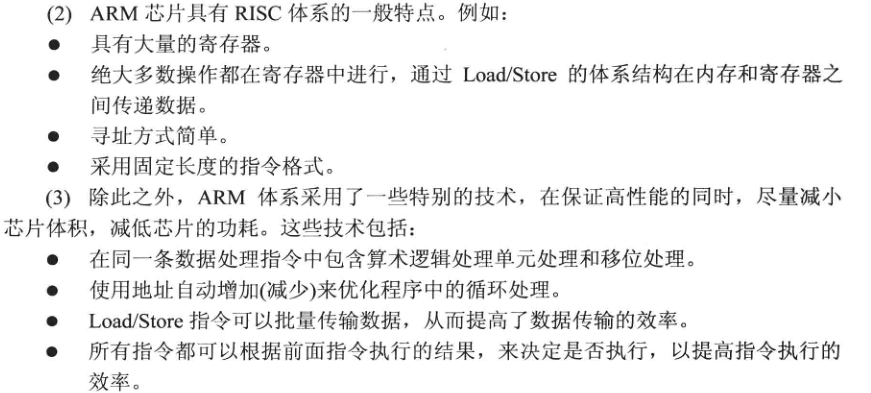 (2) ARM 芯片具有 RISC 体系的一般特点。例如：
● 具有大量的寄存器。
● 绝大多数操作都在寄存器中进行，通过 Load/Store 的体系结构在内存和寄存器之
间传递数据。
● 寻址方式简单。
● 采用固定长度的指令格式。
(3) 除此之外，ARM 体系采用了一些特别的技术，在保证高性能的同时，尽量减小
芯片体积，减低芯片的功耗。这些技术包括：
● 在同一条数据处理指令中包含算术逻辑处理单元处理和移位处理。
● 使用地址自动增加(减少)来优化程序中的循环处理。
● Load/Store 指令可以批量传输数据，从而提高了数据传输的效率。
● 所有指令都可以根据前面指令执行的结果，来决定是否执行，以提高指令执行的
效率。